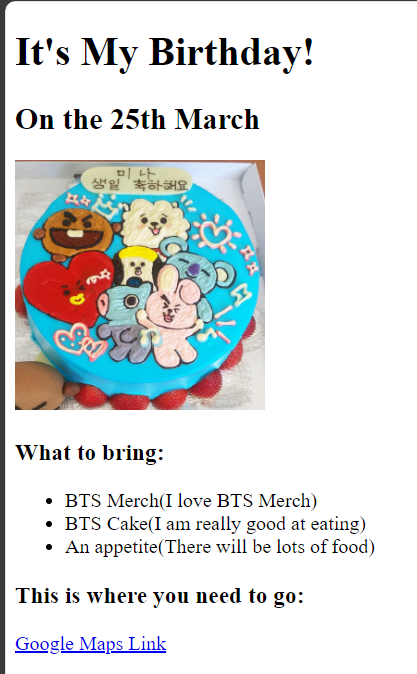 It's My Birthday!
On the 25th March
미나
생일 축하해요
What to bring:
BTS Merch(I love BTS Merch)
BTS Cake(I am really good at eating)
An appetite(There will be lots of food)
This is where you need to go:
Google Maps Link